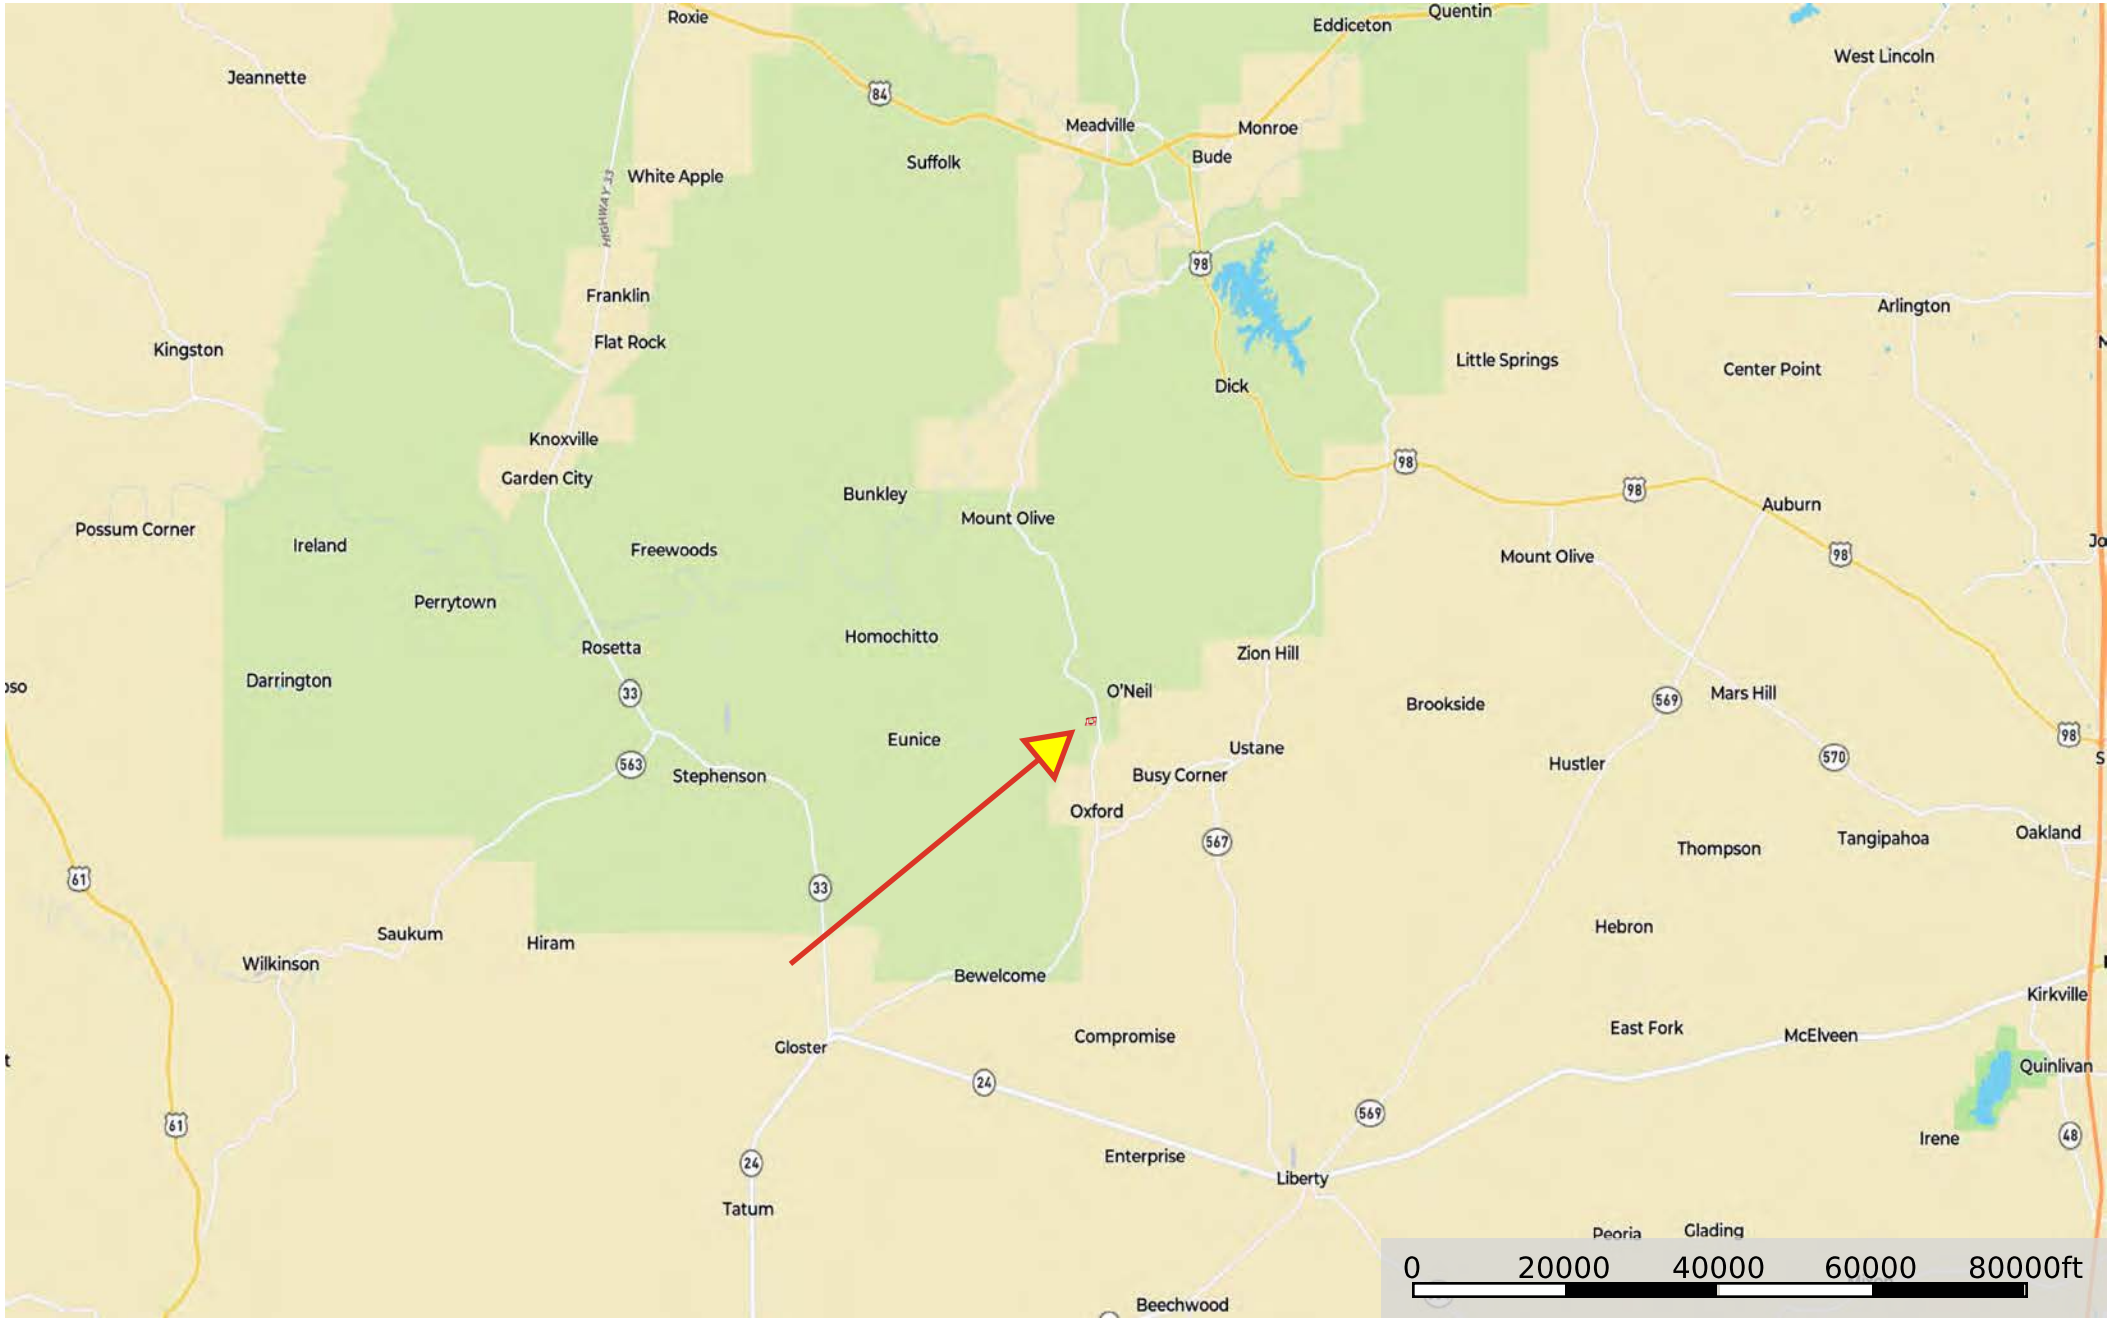 Roxie
Eddiceton
Quentin
Jeannette
West Lincoln
84
Meadville
Monroe
Bude
Suffolk
White Apple
HIGHWAY 33
98
Franklin
Arlington
Flat Rock
Kingston
Little Springs
Center Point
Dick
Knoxville
98
Garden City
98
Bunkley
Auburn
Mount Olive
Possum Corner
Ireland
Freewoods
Mount Olive
98
Jo
Perrytown
Homochitto
Rosetta
Zion Hill
Darrington
oso
33
O'Neil
569
Mars Hill
Brookside
98
Eunice
Ustane
563
Stephenson
Busy Corner
Hustler
570
S
Oxford
567
Thompson
Tangipahoa
Oakland
61
33
Hebron
Saukum
Hiram
Wilkinson
Bewelcome
Kirkville
Compromise
East Fork
McElveen
Gloster
t
Quinlivan
24
569
61
Irene
48
Enterprise
24
Liberty
Tatum
Peoria
Glading
0 20000 40000 60000 80000ft
Beechwood